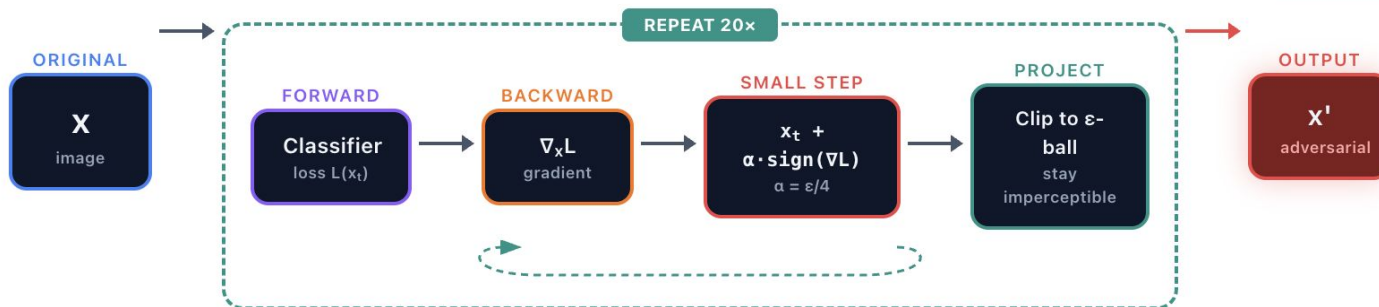 REPEAT 20×
ORIGINAL
X
image
FORWARD
Classifier
loss L(xₜ)
BACKWARD
∇ₓL
gradient
SMALL STEP
xₜ +
α·sign(∇L)
α = ε/4
PROJECT
Clip to ε-
ball
stay
imperceptible
OUTPUT
X'
adversarial